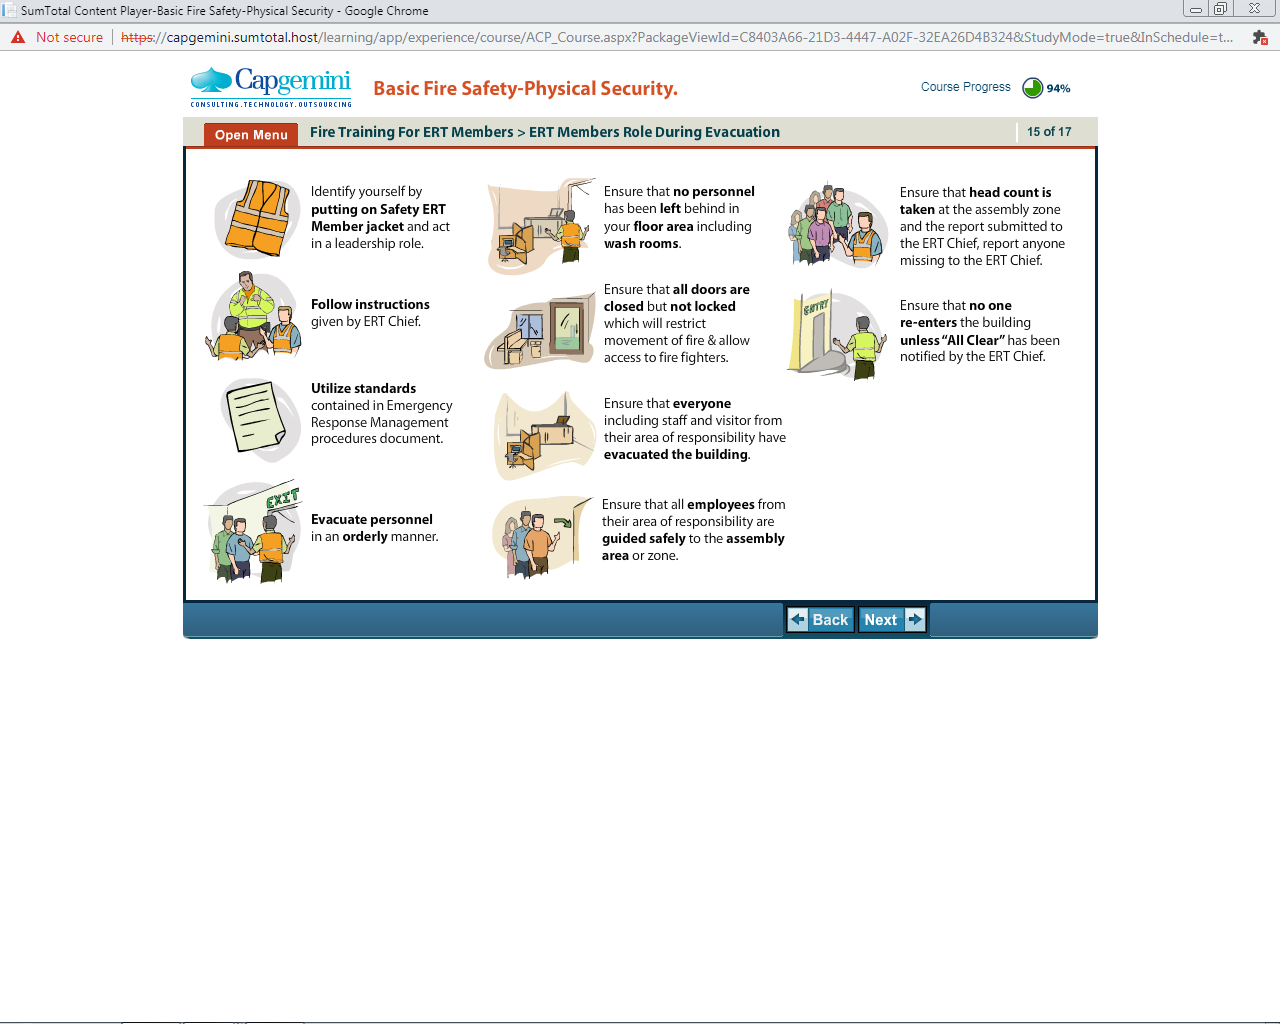 SumTotal Content Player-Basic Fire Safety-Physical Security - Google Chrome
Not secure | https://capgemini.sumtotal.host/learning/app/experience/course/ACP_Course.aspx?PackageViewId=C8403A66-21D3-4447-A02F-32EA26D4B324&StudyMode=true&InSchedule=t...
Capgemini
CONSULTING.TECHNOLOGY.OUTSOURCING
Basic Fire Safety-Physical Security.
Course Progress 94%
Open Menu
Fire Training For ERT Members > ERT Members Role During Evacuation
15 of 17
Identify yourself by
putting on Safety ERT
Member jacket and act
in a leadership role.
Follow instructions
given by ERT Chief.
Utilize standards
contained in Emergency
Response Management
procedures document.
EXIT
Evacuate personnel
in an orderly manner.
Ensure that no personnel
has been left behind in
your floor area including
wash rooms.
Ensure that all doors are
closed but not locked
which will restrict
movement of fire & allow
access to fire fighters.
Ensure that everyone
including staff and visitor from
their area of responsibility have
evacuated the building.
Ensure that all employees from
their area of responsibility are
guided safely to the assembly
area or zone.
Ensure that head count is
taken at the assembly zone
and the report submitted to
the ERT Chief, report anyone
missing to the ERT Chief.
ENTRY
Ensure that no one
re-enters the building
unless “All Clear” has been
notified by the ERT Chief.
Back
Next